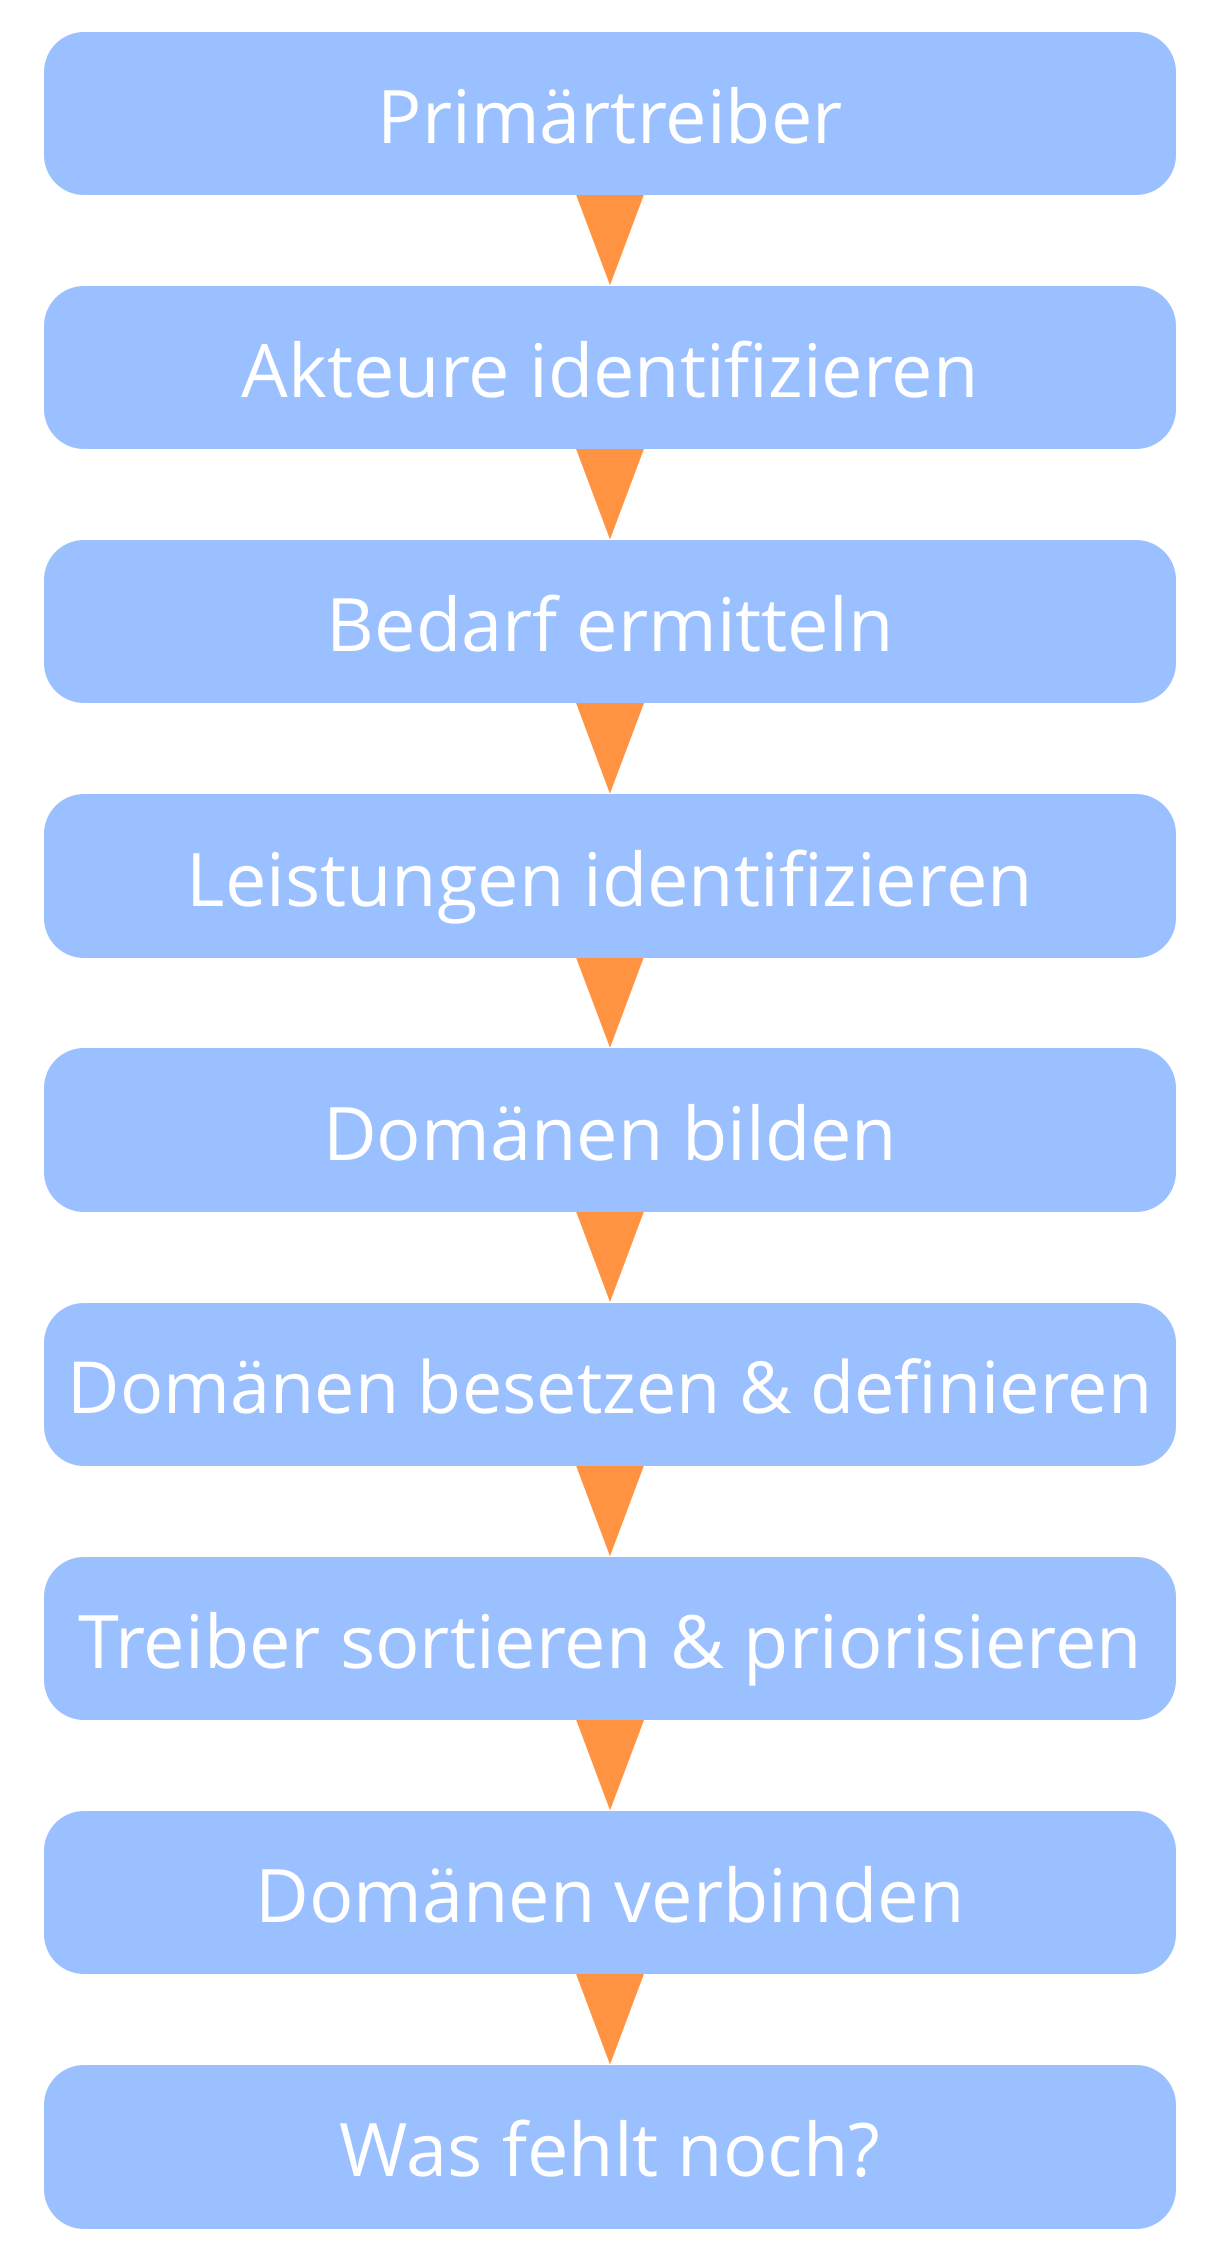 Primärtreiber
Akteure identifizieren
Bedarf ermitteln
Leistungen identifizieren
Domänen bilden
Domänen besetzen & definieren
Treiber sortieren & priorisieren
Domänen verbinden
Was fehlt noch?